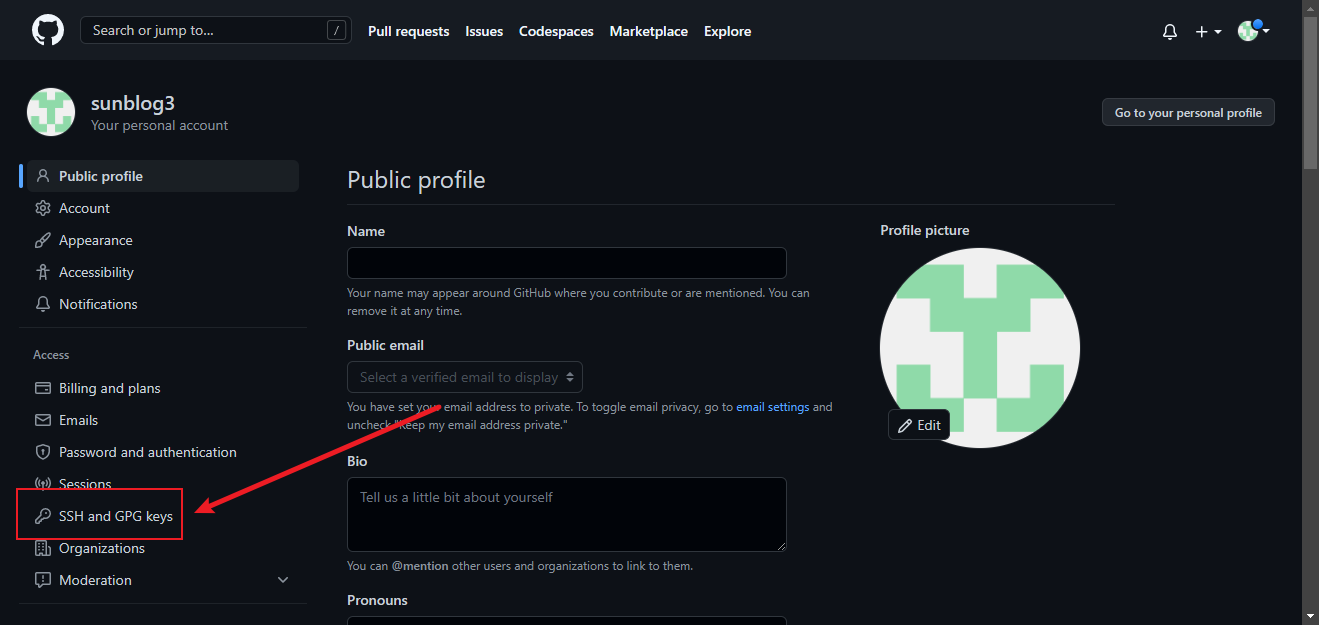 Search or jump to... /
Pull requests Issues Codespaces Marketplace Explore
sunblog3
Your personal account
Go to your personal profile
Public profile
Account
Appearance
Accessibility
Notifications
Access
Billing and plans
Emails
Password and authentication
Sessions
SSH and GPG keys
Organizations
Moderation
Public profile
Name
Your name may appear around GitHub where you contribute or are mentioned. You can
remove it at any time.
Public email
Select a verified email to display
You have set your email address to private. To toggle email privacy, go to email settings and
uncheck "Keep my email address private."
Bio
Tell us a little bit about yourself
You can @mention other users and organizations to link to them.
Pronouns
Profile picture
Edit